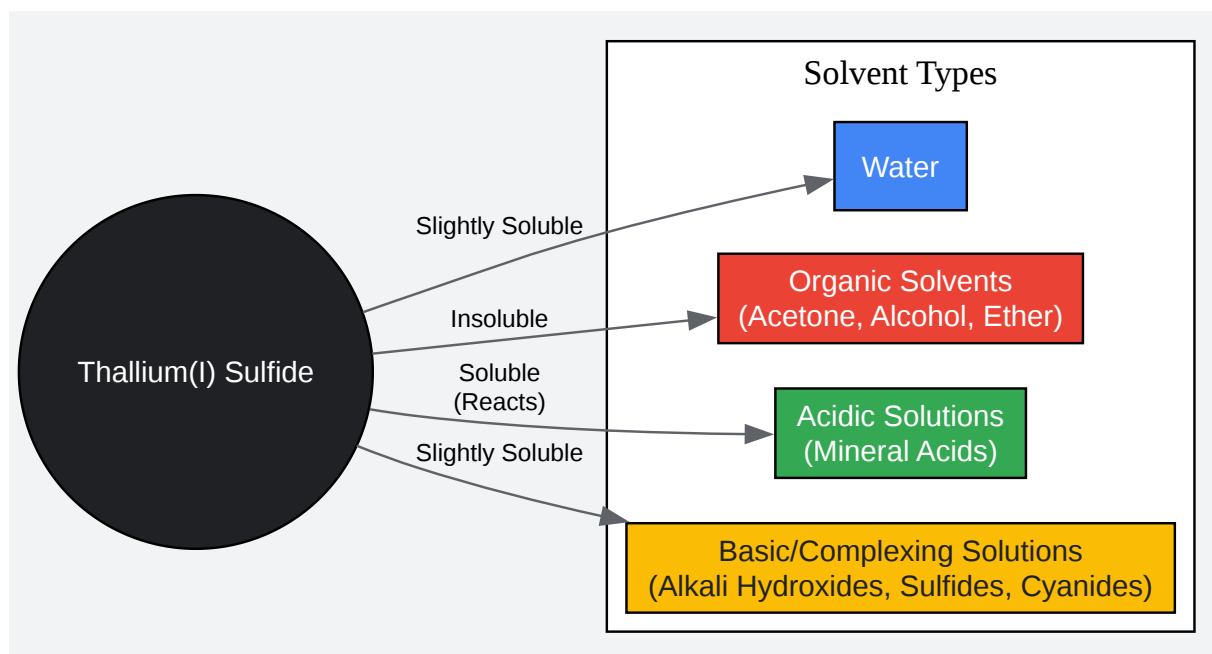 Solvent Types
Water
Slightly Soluble
Organic Solvents
(Acetone, Alcohol, Ether)
Insoluble
Thallium(I) Sulfide
Soluble
(Reacts)
Acidic Solutions
(Mineral Acids)
Slightly Soluble
Basic/Complexing Solutions
(Alkali Hydroxides, Sulfides, Cyanides)